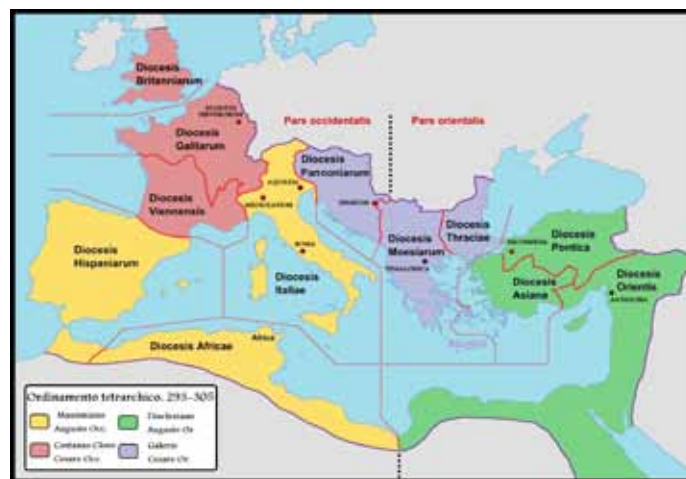 Diocesis
Britanniarum
Pars occidentalis
Pars orientalis
Diocesis
Galliarum
Diocesis
Pannoniarum
Diocesis
Viennensis
Diocesis
Thraciae
Diocesis
Pontica
Diocesis
Moesiarum
Diocesis
Hispaniarum
Diocesis
Italiae
ROMA
Diocesis
Asiana
Diocesis
Orientis
Diocesis Africae
Africa
Ordinamento tetrarchico. 293-305
Massimiano
Augusto Occ.
Diocleziano
Augusto Or.
Costanzo Cloro
Cesare Occ.
Galerio
Cesare Or.